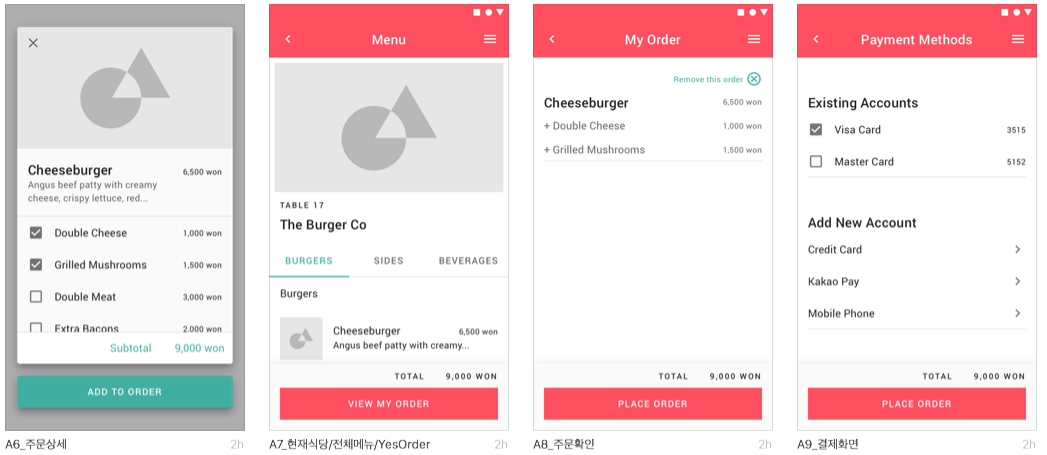 Cheeseburger 6,500 won
Angus beef patty with creamy
cheese, crispy lettuce, red...
Double Cheese 1,000 won
Grilled Mushrooms 1,500 won
Double Meat 3,000 won
Extra Bacons 2,000 won
Subtotal 9,000 won
ADD TO ORDER
A6_주문상세 2h
Menu
TABLE 17
The Burger Co
BURGERS SIDES BEVERAGES
Burgers
Cheeseburger 6,500 won
Angus beef patty with creamy...
TOTAL 9,000 WON
VIEW MY ORDER
A7_현재식당/전체메뉴/YesOrder 2h
My Order
Remove this order
Cheeseburger 6,500 won
+ Double Cheese 1,000 won
+ Grilled Mushrooms 1,500 won
TOTAL 9,000 WON
PLACE ORDER
A8_주문확인 2h
Payment Methods
Existing Accounts
Visa Card 3515
Master Card 5152
Add New Account
Credit Card
Kakao Pay
Mobile Phone
TOTAL 9,000 WON
PLACE ORDER
A9_결제화면 2h